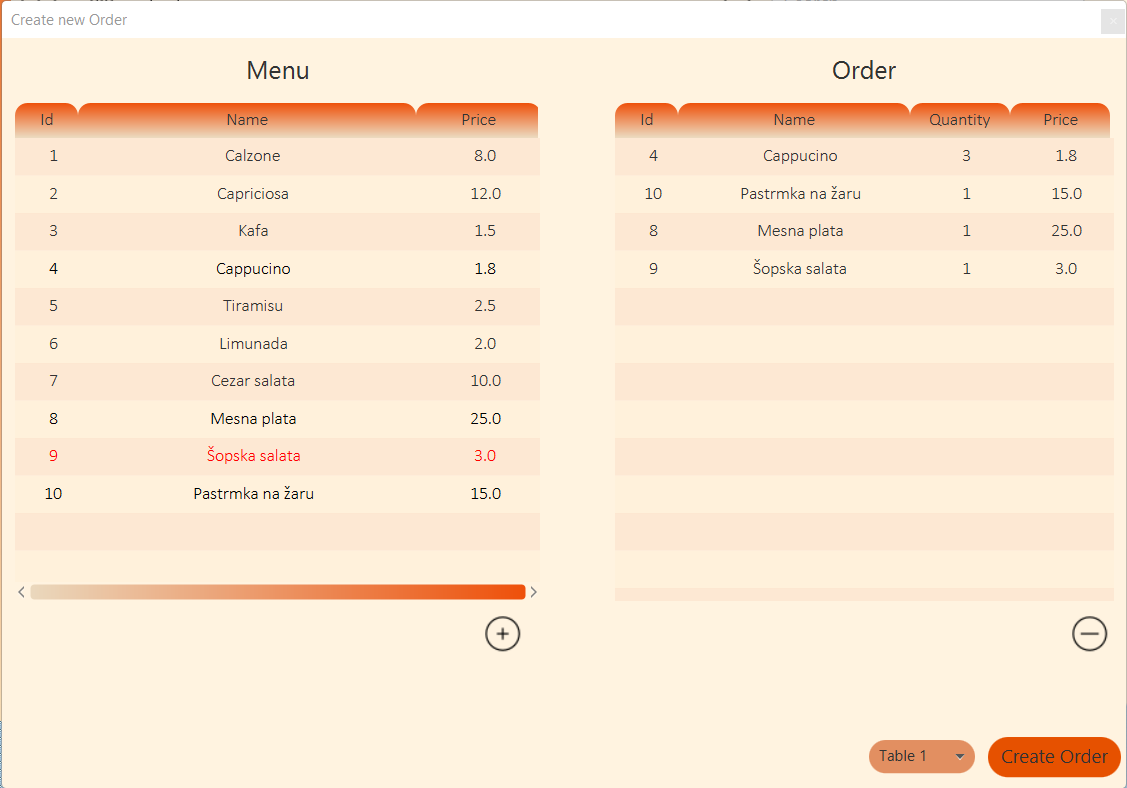 Create new Order
Menu
Id Name Price
1 Calzone 8.0
2 Capriciosa 12.0
3 Kafa 1.5
4 Cappucino 1.8
5 Tiramisu 2.5
6 Limunada 2.0
7 Cezar salata 10.0
8 Mesna plata 25.0
9 Šopska salata 3.0
10 Pastrmka na žaru 15.0
Order
Id Name Quantity Price
4 Cappucino 3 1.8
10 Pastrmka na žaru 1 15.0
8 Mesna plata 1 25.0
9 Šopska salata 1 3.0
Table 1
Create Order